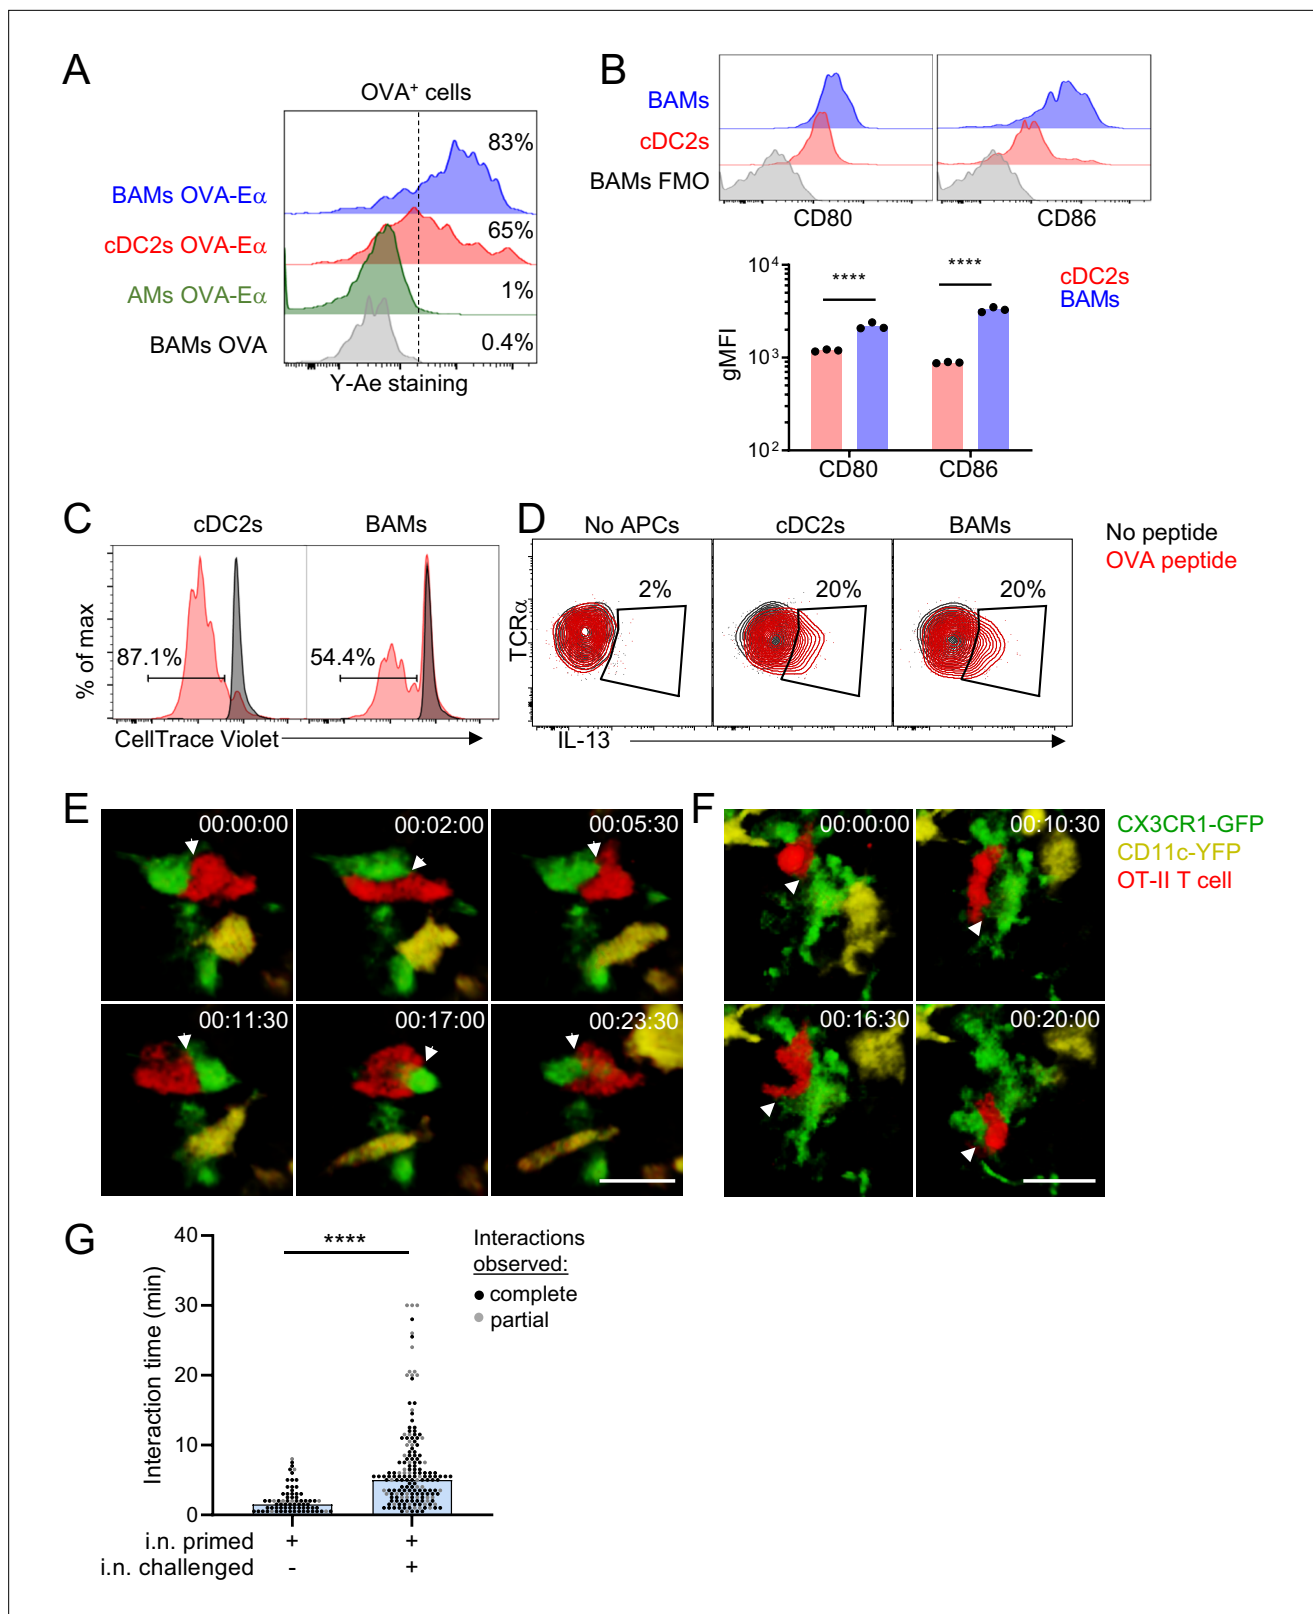 A
OVA⁺ cells
BAMs OVA-Eα
83%
cDC2s OVA-Eα
65%
AMs OVA-Eα
1%
BAMs OVA
0.4%
Y-Ae staining
B
BAMs
cDC2s
BAMs FMO
CD80
CD86
10⁴
10³
10²
gMFI
****
****
cDC2s
BAMs
CD80
CD86
C
cDC2s
BAMs
% of max
87.1%
54.4%
CellTrace Violet
D
No APCs
cDC2s
BAMs
No peptide
OVA peptide
2%
20%
20%
TCRα
IL-13
E
00:00:00
00:02:00
00:05:30
00:11:30
00:17:00
00:23:30
F
00:00:00
00:10:30
00:16:30
00:20:00
CX3CR1-GFP
CD11c-YFP
OT-II T cell
G
Interaction time (min)
40
30
20
10
0
****
Interactions
observed:
complete
partial
i.n. primed + +
i.n. challenged - +